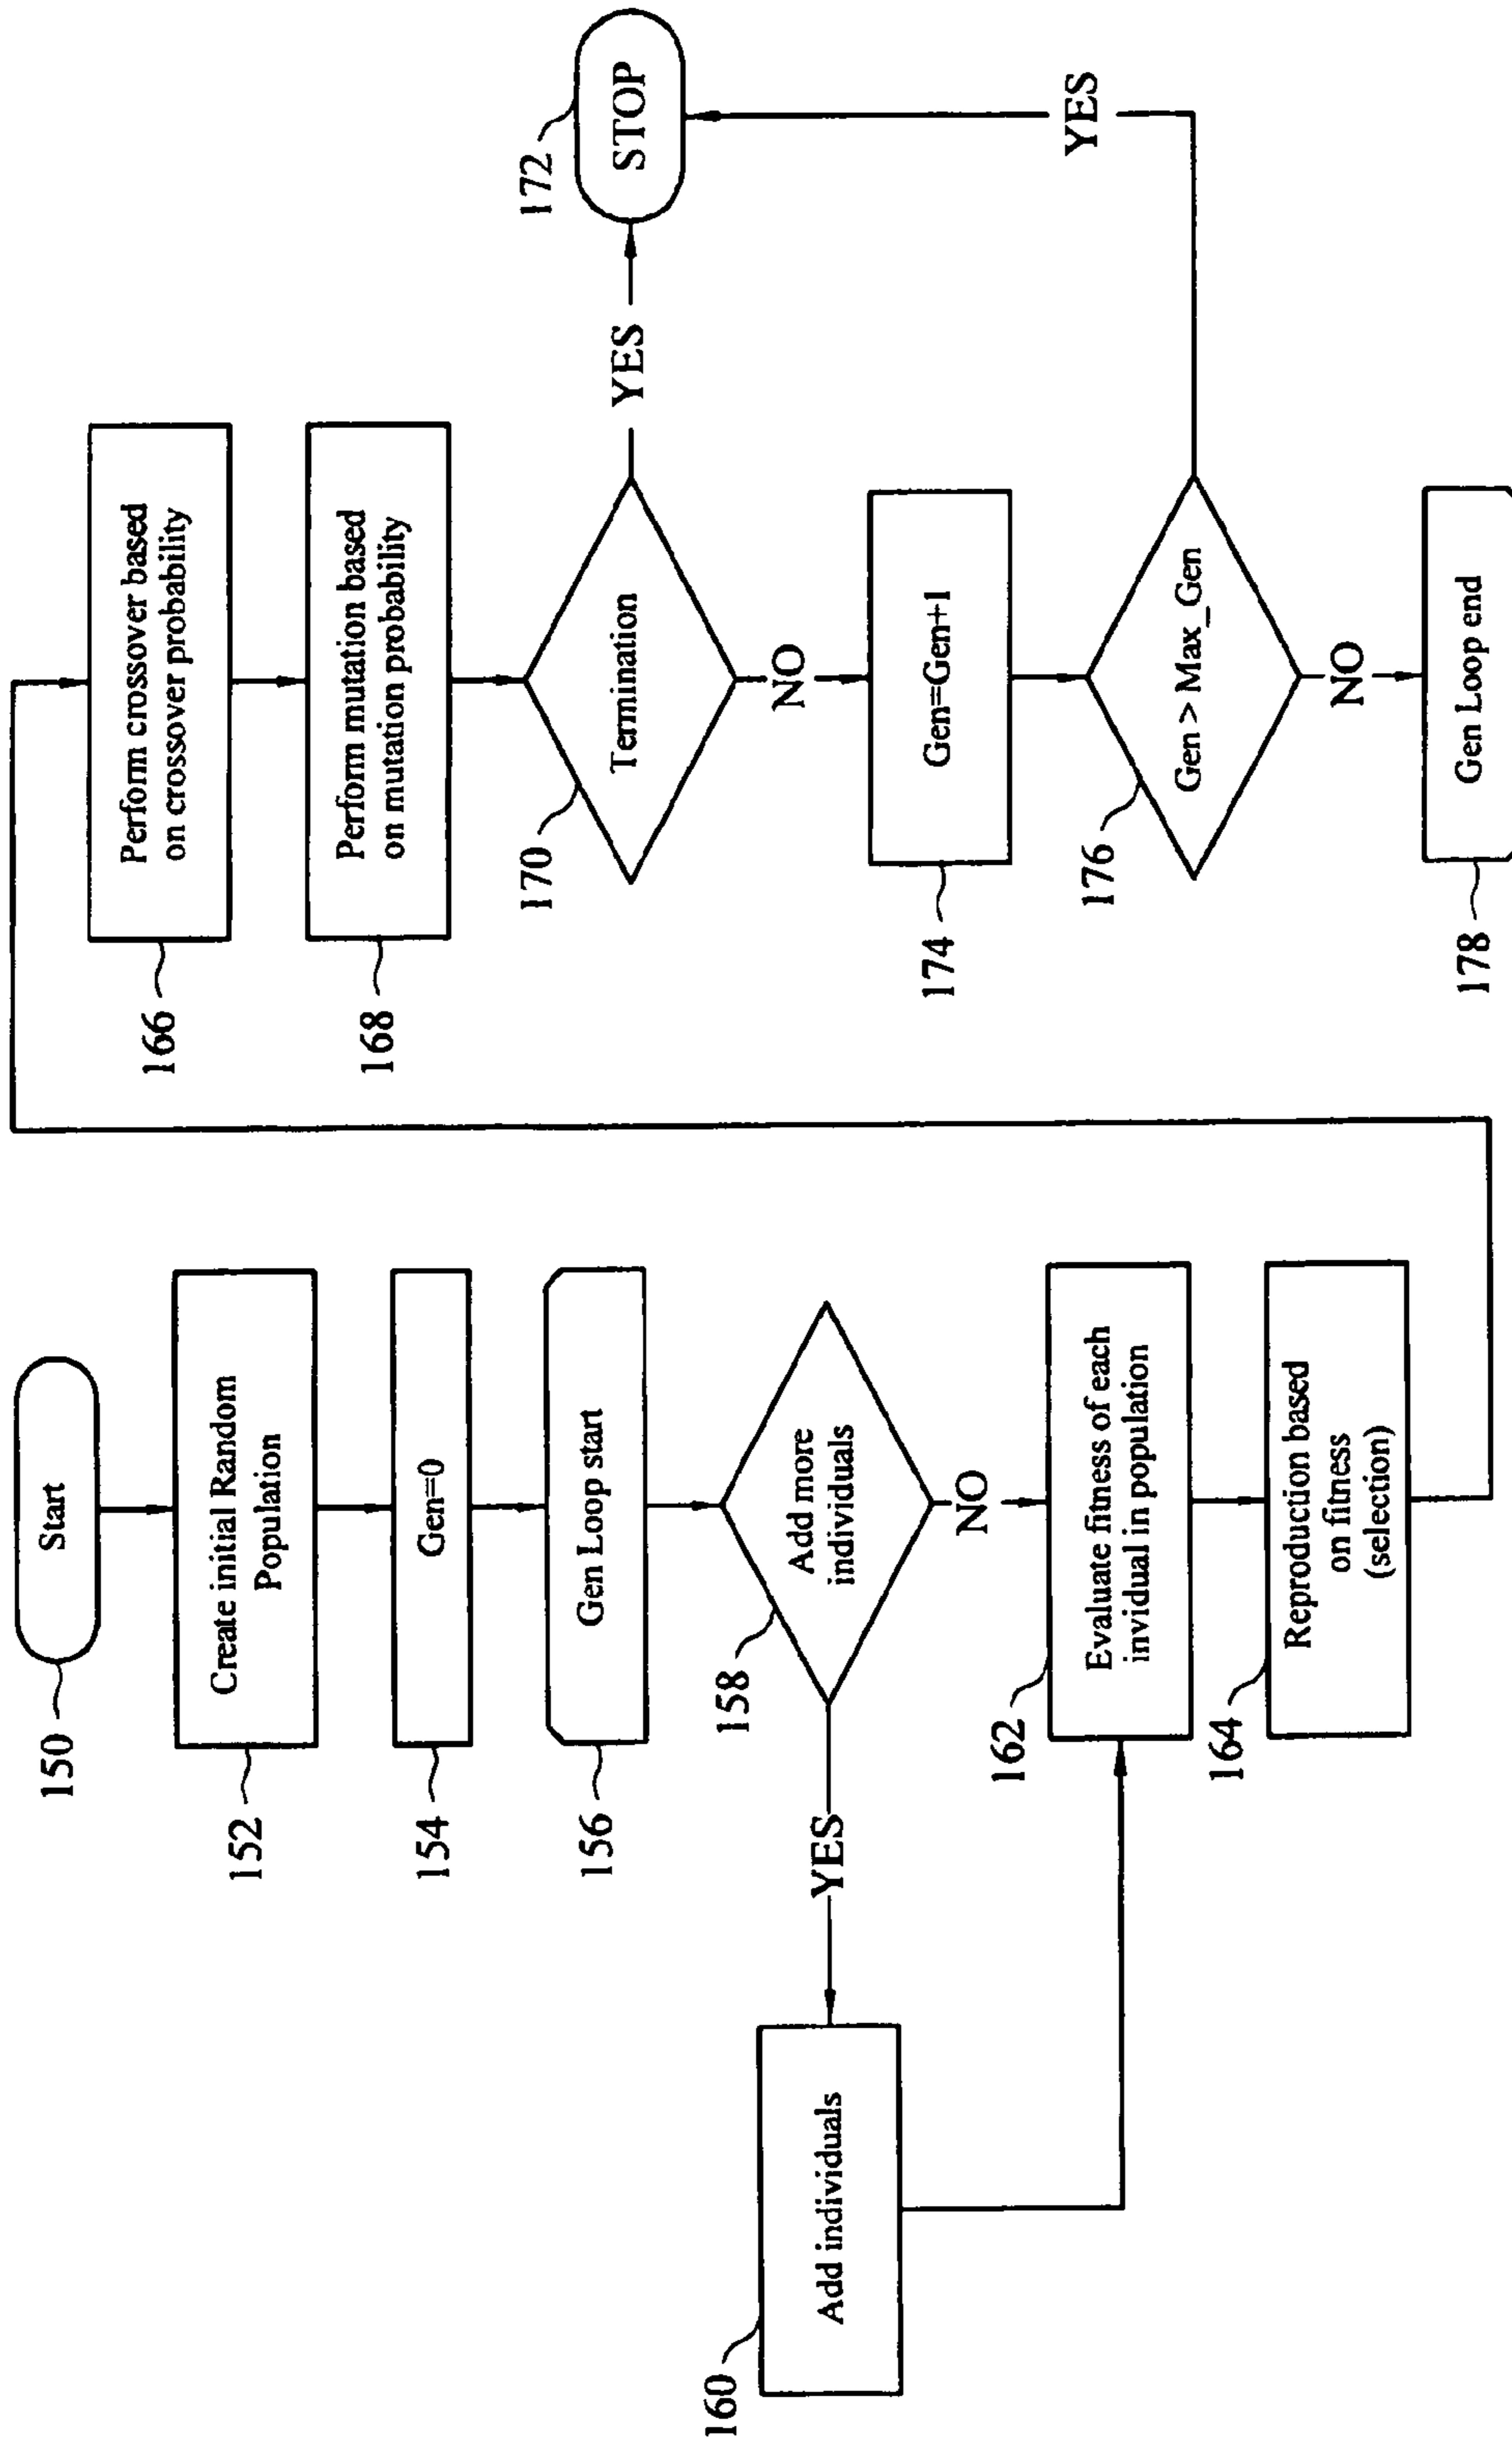 Start
150
Create initial Random
Population
152
Gen=0
154
Gen Loop start
156
Add more
individuals
158
YES
NO
Add individuals
160
Evaluate fitness of each
invidual in population
162
Reproduction based
on fitness
(selection)
164
Perform crossover based
on crossover probability
166
Perform mutation based
on mutation probability
168
Termination
170
YES
STOP
172
NO
Gen=Gen+1
174
Gen > Max_Gen
176
YES
NO
Gen Loop end
178